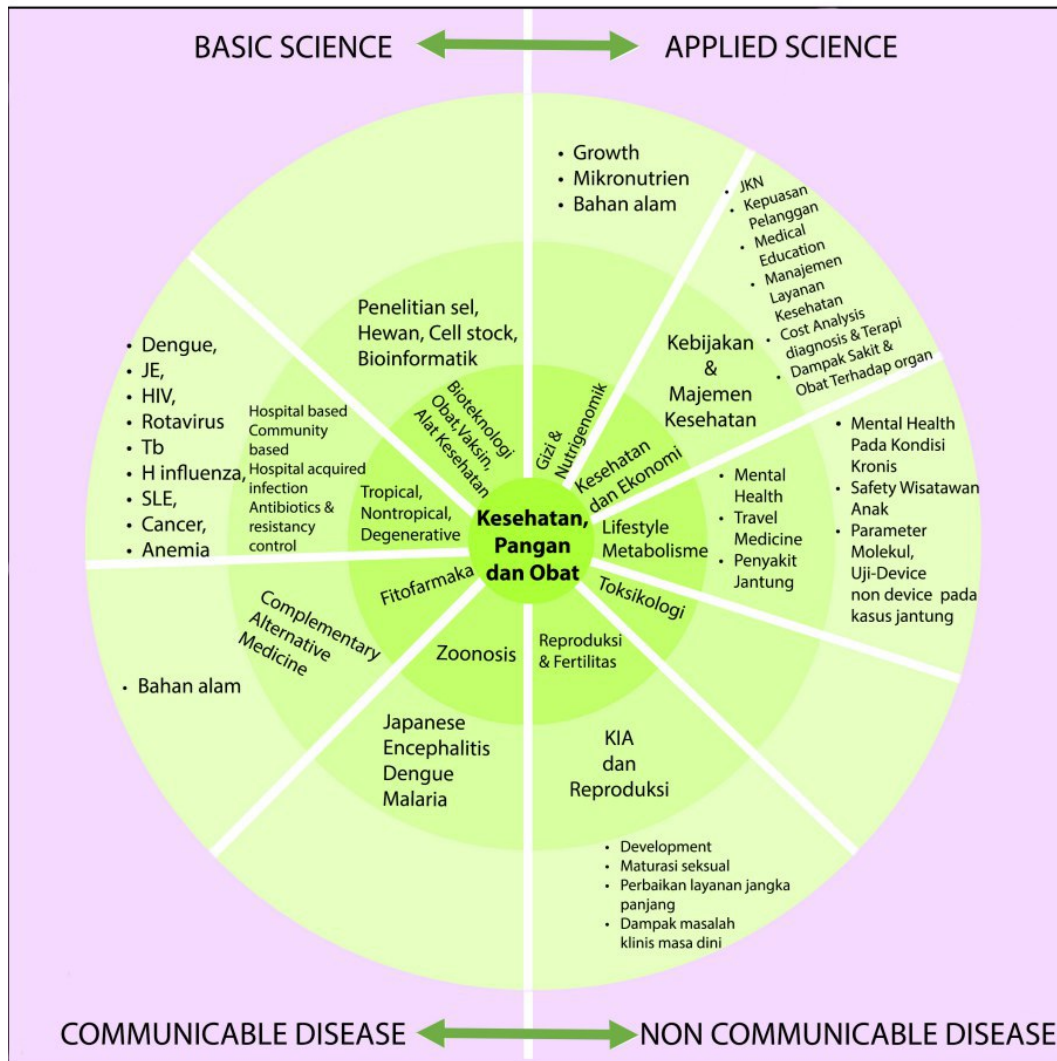 BASIC SCIENCE
APPLIED SCIENCE
• Growth
• Mikronutrien
• Bahan alam
• JKN
• Kepuasan
Pelanggan
• Medical
Education
• Manajemen
Layanan
Kesehatan
• Cost Analysis
diagnosis & Terapi
• Dampak Sakit &
Obat Terhadap organ
Kebijakan
&
Majemen
Kesehatan
Gizi &
Nutrigenomik
Kesehatan
dan Ekonomi
Penelitian sel,
Hewan, Cell stock,
Bioinformatik
Bioteknologi
Obat,Vaksin,
Alat Kesehatan
• Dengue,
• JE,
• HIV,
• Rotavirus
• Tb
• H influenza,
• SLE,
• Cancer,
• Anemia
Hospital based
Community
based
Hospital acquired
infection
Antibiotics &
resistancy
control
Tropical,
Nontropical,
Degenerative
Kesehatan,
Pangan
dan Obat
Lifestyle
Metabolisme
• Mental
Health
• Travel
Medicine
• Penyakit
Jantung
• Mental Health
Pada Kondisi
Kronis
• Safety Wisatawan
Anak
• Parameter
Molekul,
Uji-Device
non device pada
kasus jantung
Toksikologi
Fitofarmaka
Complementary
Alternative
Medicine
• Bahan alam
Zoonosis
Japanese
Encephalitis
Dengue
Malaria
Reproduksi
& Fertilitas
KIA
dan
Reproduksi
• Development
• Maturasi seksual
• Perbaikan layanan jangka
panjang
• Dampak masalah
klinis masa dini
COMMUNICABLE DISEASE
NON COMMUNICABLE DISEASE